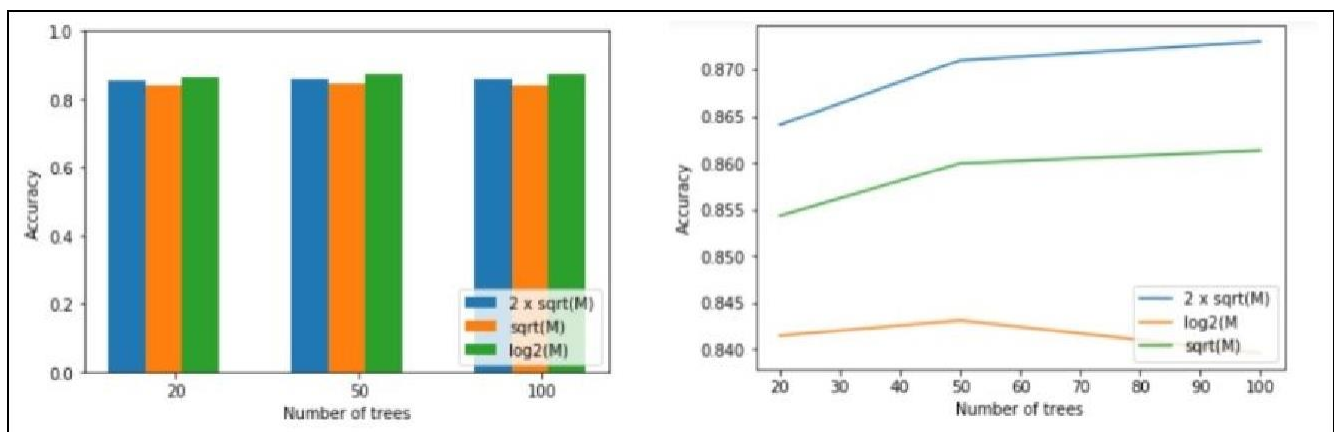 1.0
0.8
0.6
0.4
0.2
0.0
Accuracy
20
50
100
Number of trees
2 x sqrt(M)
sqrt(M)
log2(M)
0.870
0.865
0.860
0.855
0.850
0.845
0.840
Accuracy
20 30 40 50 60 70 80 90 100
Number of trees
2 x sqrt(M)
log2(M
sqrt(M)